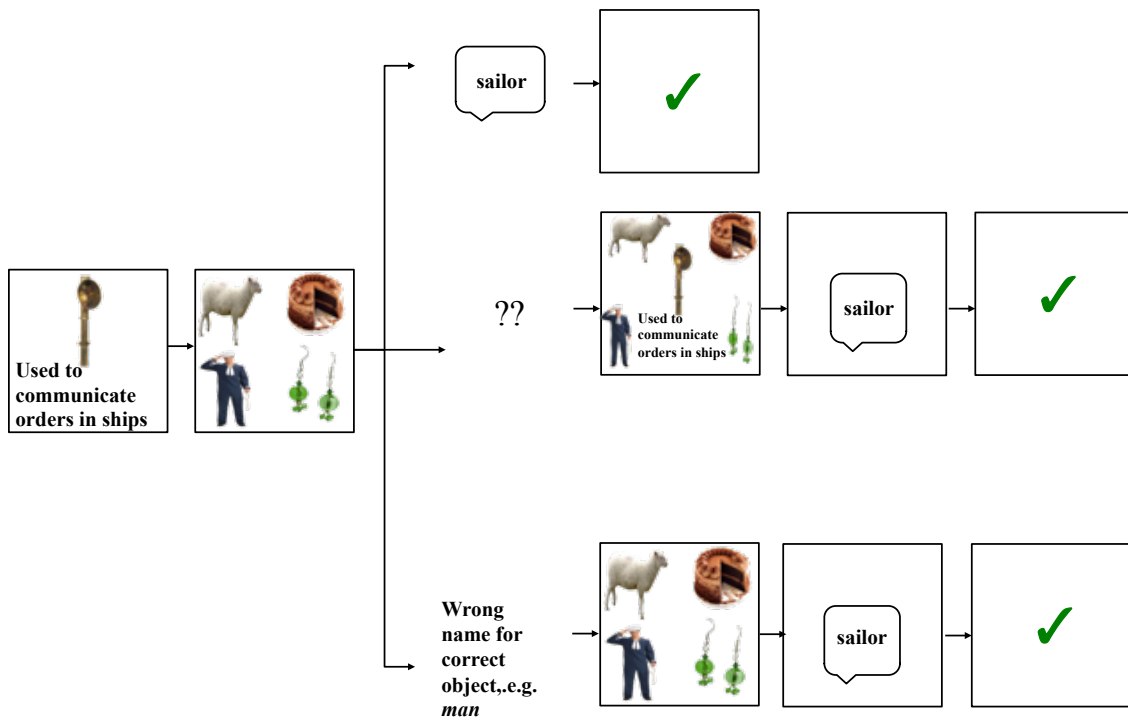 sailor
Used to
communicate
orders in ships
??
Used to
communicate
orders in ships
sailor
Wrong
name for
correct
object,.e.g.
man
sailor